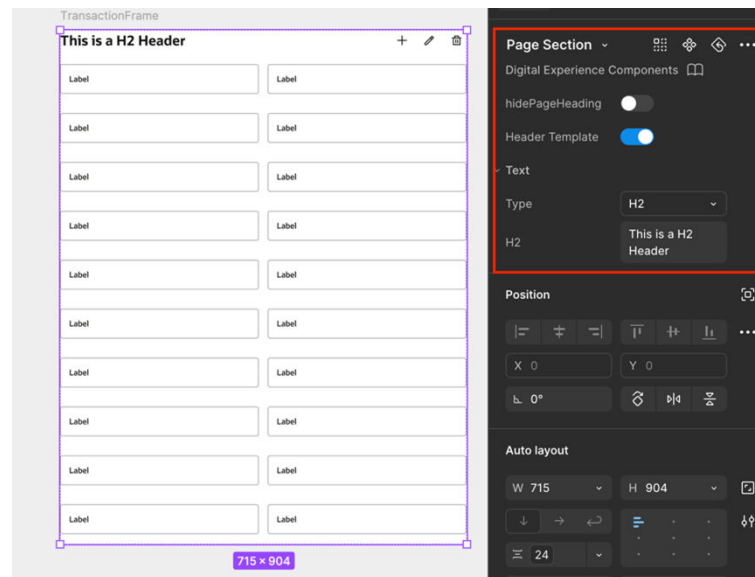 TransactionFrame
This is a H2 Header
Label Label
Label Label
Label Label
Label Label
Label Label
Label Label
Label Label
Label Label
Label Label
Label Label
715 × 904
Page Section
Digital Experience Components
hidePageHeading
Header Template
Text
Type H2
H2 This is a H2
Header
Position
X 0 Y 0
0°
Auto layout
W 715 H 904
24